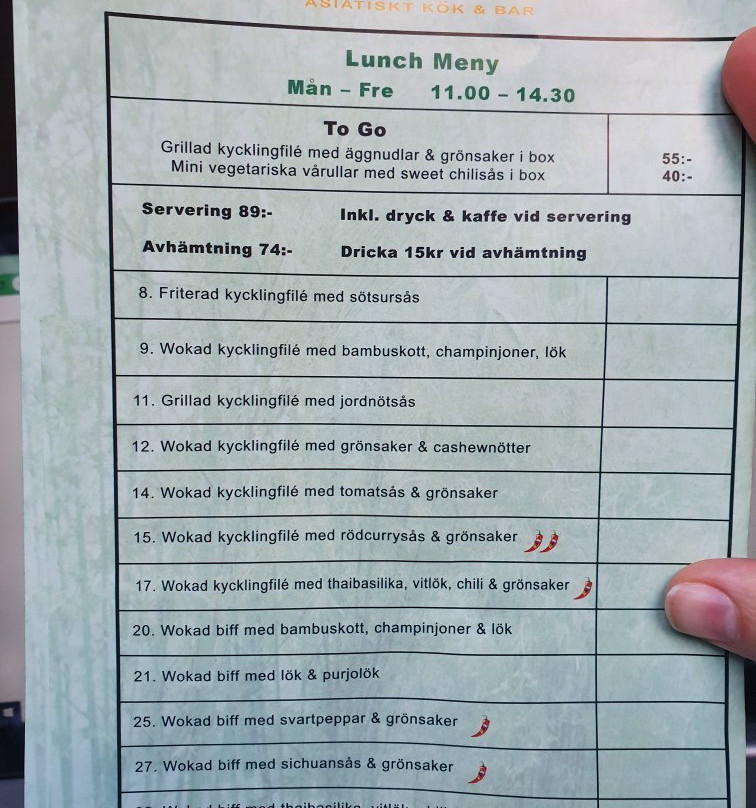 ASIATISKT KÖK & BAR
Lunch Meny
Mån – Fre 11.00 – 14.30
To Go
Grillad kycklingfilé med äggnudlar & grönsaker i box 55:-
Mini vegetariska vårullar med sweet chilisås i box 40:-
Servering 89:- Inkl. dryck & kaffe vid servering
Avhämtning 74:- Dricka 15kr vid avhämtning
8. Friterad kycklingfilé med sötsursås
9. Wokad kycklingfilé med bambuskott, champinjoner, lök
11. Grillad kycklingfilé med jordnötsås
12. Wokad kycklingfilé med grönsaker & cashewnötter
14. Wokad kycklingfilé med tomatsås & grönsaker
15. Wokad kycklingfilé med rödcurrysås & grönsaker
17. Wokad kycklingfilé med thaibasilika, vitlök, chili & grönsaker
20. Wokad biff med bambuskott, champinjoner & lök
21. Wokad biff med lök & purjolök
25. Wokad biff med svartpeppar & grönsaker
27. Wokad biff med sichuansås & grönsaker
Wokad biff med thaibasilika, vitlök